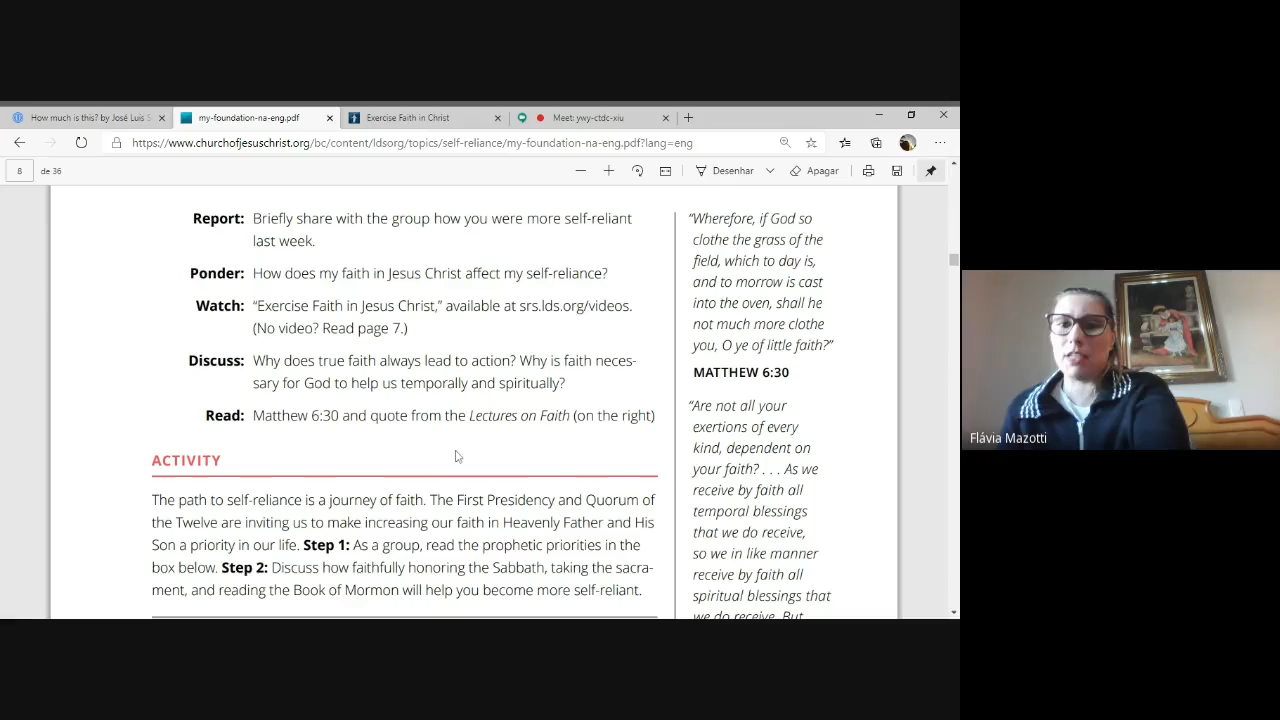 How much is this? by José Luis S
my-foundation-na-eng.pdf
Exercise Faith in Christ
Meet: ywy-ctdc-xiu
https://www.churchofjesuschrist.org/bc/content/ldsorg/topics/self-reliance/my-foundation-na-eng.pdf?lang=eng
8 de 36
Desenhar
Apagar
Report: Briefly share with the group how you were more self-reliant
last week.
Ponder: How does my faith in Jesus Christ affect my self-reliance?
Watch: “Exercise Faith in Jesus Christ,” available at srs.lds.org/videos.
(No video? Read page 7.)
Discuss: Why does true faith always lead to action? Why is faith neces-
sary for God to help us temporally and spiritually?
Read: Matthew 6:30 and quote from the Lectures on Faith (on the right)
ACTIVITY
The path to self-reliance is a journey of faith. The First Presidency and Quorum of
the Twelve are inviting us to make increasing our faith in Heavenly Father and His
Son a priority in our life. Step 1: As a group, read the prophetic priorities in the
box below. Step 2: Discuss how faithfully honoring the Sabbath, taking the sacra-
ment, and reading the Book of Mormon will help you become more self-reliant.
“Wherefore, if God so
clothe the grass of the
field, which to day is,
and to morrow is cast
into the oven, shall he
not much more clothe
you, O ye of little faith?”
MATTHEW 6:30
“Are not all your
exertions of every
kind, dependent on
your faith? . . . As we
receive by faith all
temporal blessings
that we do receive,
so we in like manner
receive by faith all
spiritual blessings that
we do receive. But
Flávia Mazotti